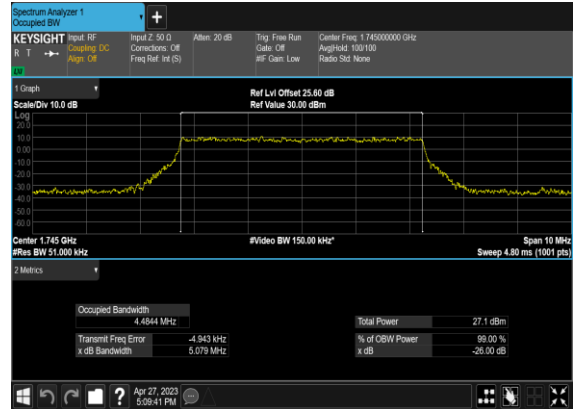 Spectrum Analyzer 1
Occupied BW
KEYSIGHT
R T
LM
Input: RF
Coupling: DC
Align: Off
Input Z: 50 Ω
Corrections: Off
Freq Ref: Int (S)
Atten: 20 dB
Trig: Free Run
Gate: Off
#IF Gain: Low
Center Freq: 1.745000000 GHz
Avg|Hold: 100/100
Radio Std: None
1 Graph
Scale/Div 10.0 dB
Ref Lvl Offset 25.60 dB
Ref Value 30.00 dBm
Log
20.0
10.0
0.00
-10.0
-20.0
-30.0
-40.0
-50.0
-60.0
Center 1.745 GHz
#Res BW 51.000 kHz
#Video BW 150.00 kHz*
Span 10 MHz
Sweep 4.80 ms (1001 pts)
2 Metrics
Occupied Bandwidth
4.4844 MHz
Transmit Freq Error -4.943 kHz
x dB Bandwidth 5.079 MHz
Total Power 27.1 dBm
% of OBW Power 99.00 %
x dB -26.00 dB
?
Apr 27, 2023
5:09:41 PM